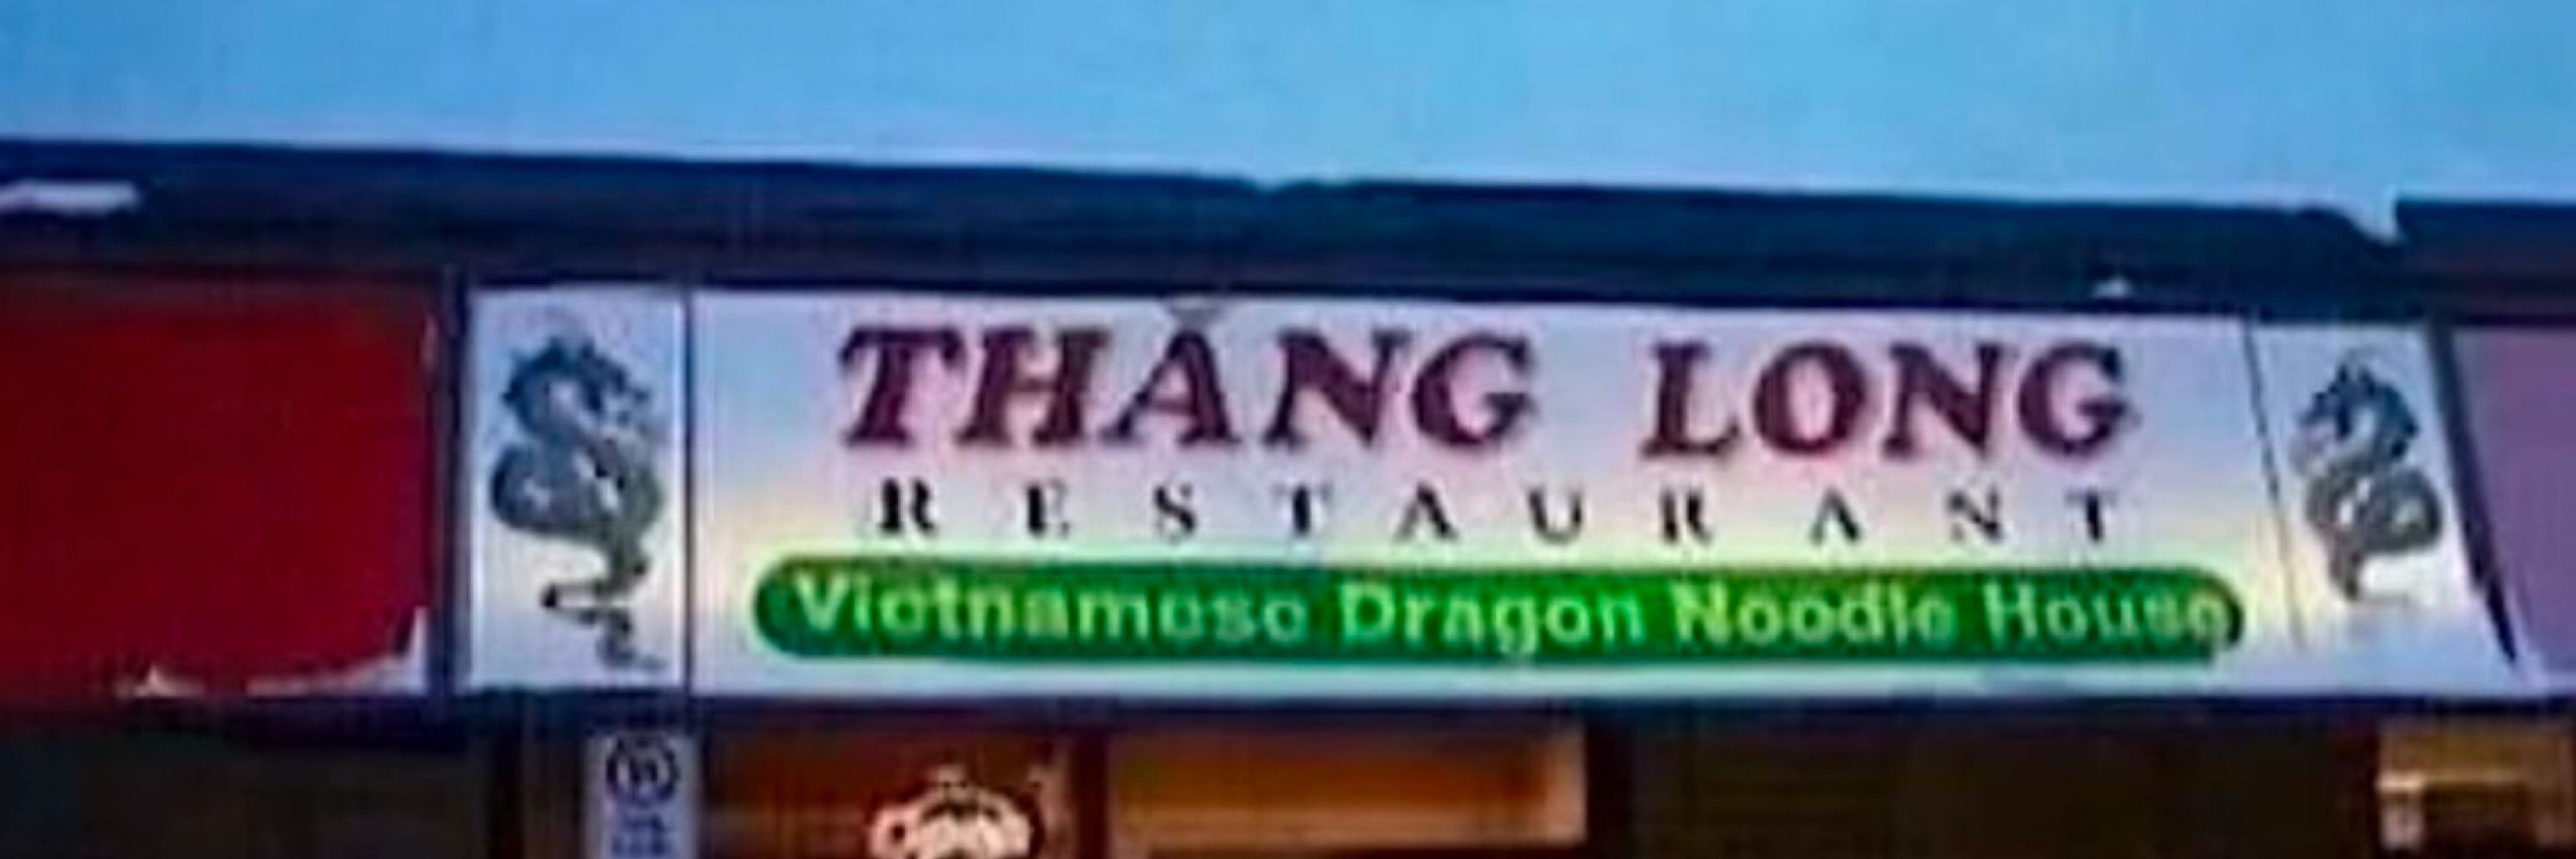 THĂNG LONG
RESTAURANT
Vietnamese Dragon Noodle House